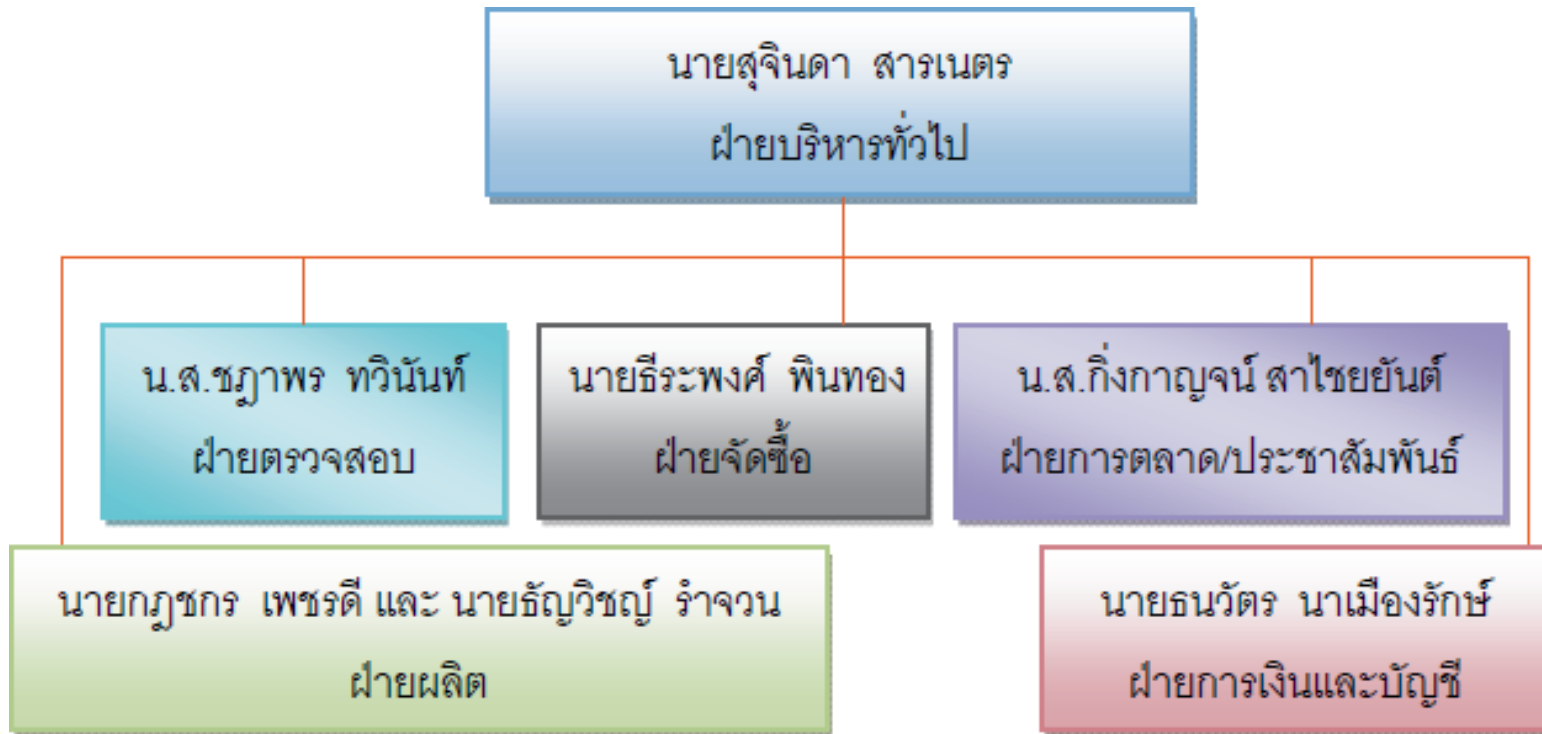 นายสุจินดา สารเนตร
ฝ่ายบริหารทั่วไป
น.ส.ชฎาพร ทวินันท์
ฝ่ายตรวจสอบ
นายธีระพงศ์ พินทอง
ฝ่ายจัดซื้อ
น.ส.กิ่งกาญจน์ สาไชยยันต์
ฝ่ายการตลาด/ประชาสัมพันธ์
นายกฎชกร เพชรดี และ นายธัญวิชญ์ รำจวน
ฝ่ายผลิต
นายธนวัตร นาเมืองรักษ์
ฝ่ายการเงินและบัญชี